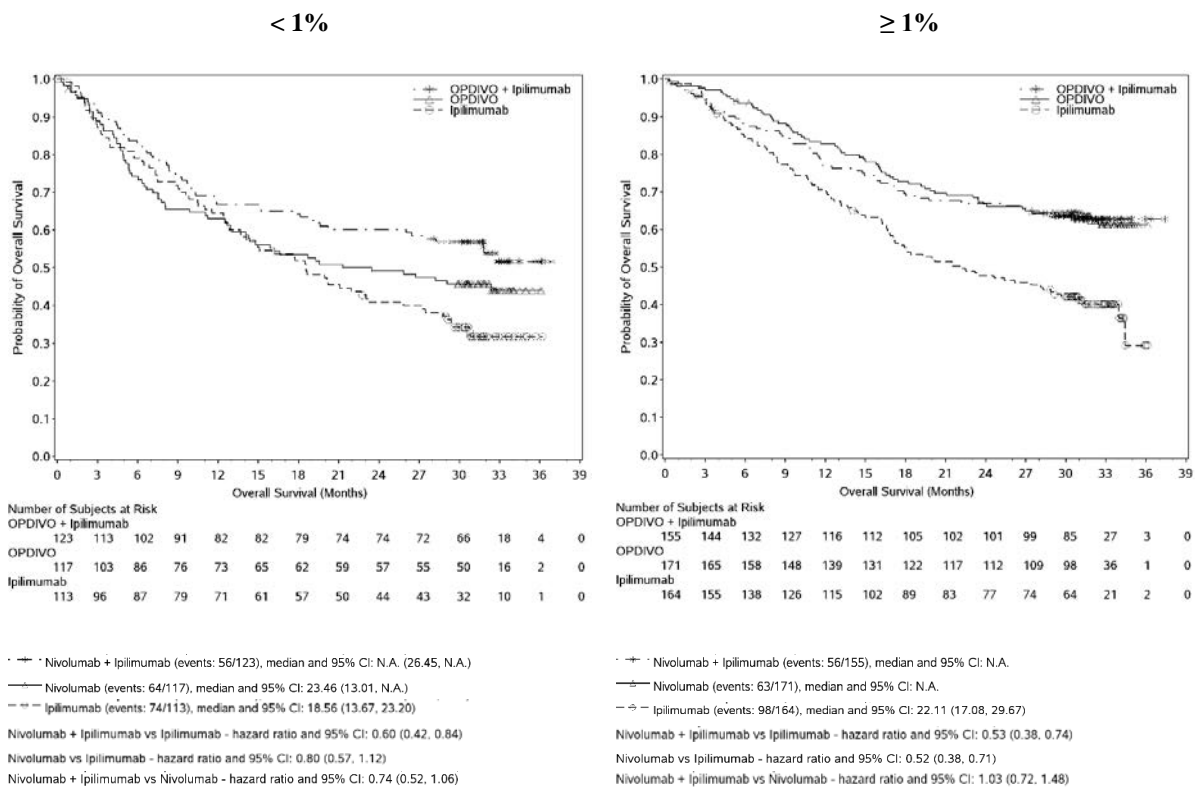 < 1%
OPDIVO + Ipilimumab
OPDIVO
Ipilimumab
Probability of Overall Survival
1.0
0.9
0.8
0.7
0.6
0.5
0.4
0.3
0.2
0.1
0.0
0 3 6 9 12 15 18 21 24 27 30 33 36 39
Overall Survival (Months)
Number of Subjects at Risk
OPDIVO + Ipilimumab
123 113 102 91 82 82 79 74 74 72 66 18 4 0
OPDIVO
117 103 86 76 73 65 62 59 57 55 50 16 2 0
Ipilimumab
113 96 87 79 71 61 57 50 44 43 32 10 1 0
Nivolumab + Ipilimumab (events: 56/123), median and 95% CI: N.A. (26.45, N.A.)
Nivolumab (events: 64/117), median and 95% CI: 23.46 (13.01, N.A.)
Ipilimumab (events: 74/113), median and 95% CI: 18.56 (13.67, 23.20)
Nivolumab + Ipilimumab vs Ipilimumab - hazard ratio and 95% CI: 0.60 (0.42, 0.84)
Nivolumab vs Ipilimumab - hazard ratio and 95% CI: 0.80 (0.57, 1.12)
Nivolumab + Ipilimumab vs Nivolumab - hazard ratio and 95% CI: 0.74 (0.52, 1.06)
≥ 1%
OPDIVO + Ipilimumab
OPDIVO
Ipilimumab
Probability of Overall Survival
1.0
0.9
0.8
0.7
0.6
0.5
0.4
0.3
0.2
0.1
0.0
0 3 6 9 12 15 18 21 24 27 30 33 36 39
Overall Survival (Months)
Number of Subjects at Risk
OPDIVO + Ipilimumab
155 144 132 127 116 112 105 102 101 99 85 27 3 0
OPDIVO
171 165 158 148 139 131 122 117 112 109 98 36 1 0
Ipilimumab
164 155 138 126 115 102 89 83 77 74 64 21 2 0
Nivolumab + Ipilimumab (events: 56/155), median and 95% CI: N.A.
Nivolumab (events: 63/171), median and 95% CI: N.A.
Ipilimumab (events: 98/164), median and 95% CI: 22.11 (17.08, 29.67)
Nivolumab + Ipilimumab vs Ipilimumab - hazard ratio and 95% CI: 0.53 (0.38, 0.74)
Nivolumab vs Ipilimumab - hazard ratio and 95% CI: 0.52 (0.38, 0.71)
Nivolumab + Ipilimumab vs Nivolumab - hazard ratio and 95% CI: 1.03 (0.72, 1.48)